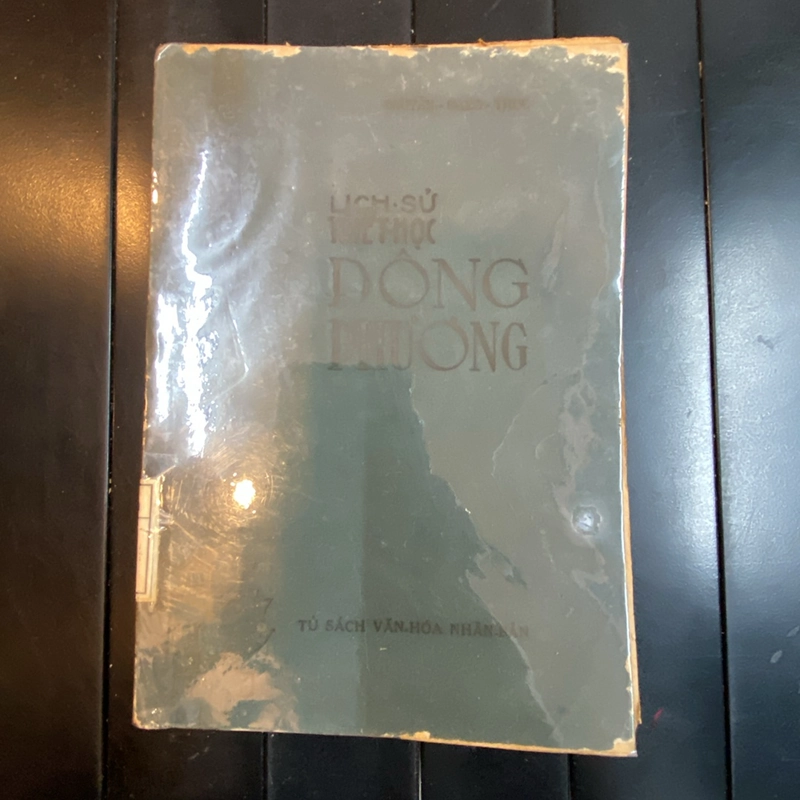 LỊCH-SỬ
TRIẾT-HỌC
ĐÔNG
PHƯƠNG
TỦ SÁCH VĂN-HÓA NHÂN-BẢN